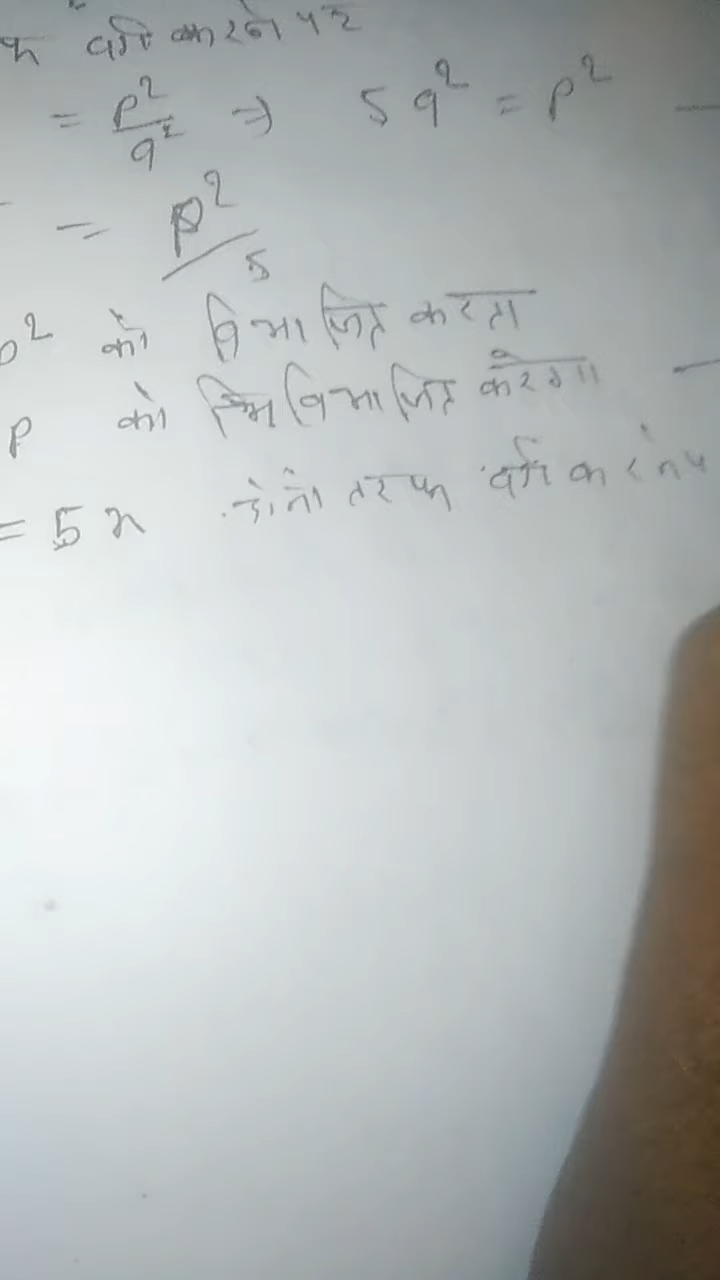 वर्ग करने पर
= p²/q² ⇒ 5q² = p² —
= p²/5
p² को विभाजित करता
p को भि विभाजित करेगा —
= 5x दोनो तरफ वर्ग करने प